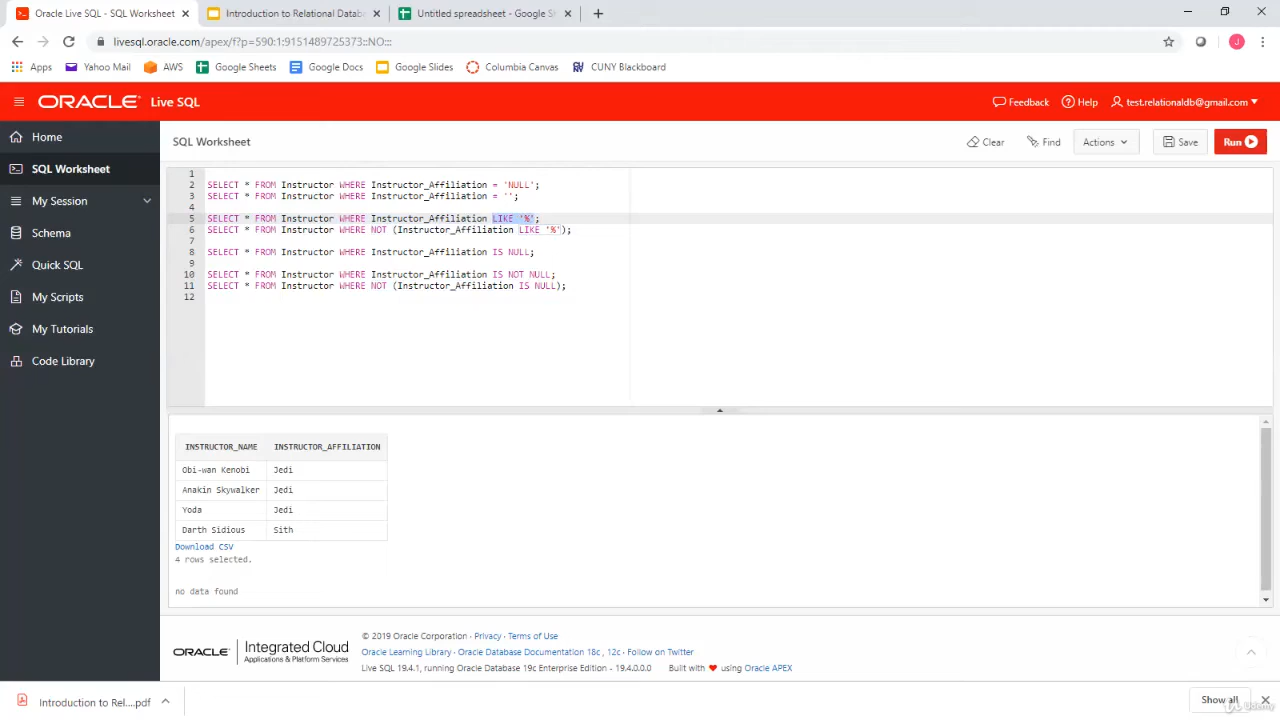 Oracle Live SQL - SQL Worksheet
Introduction to Relational Datab
Untitled spreadsheet - Google Sh
livesql.oracle.com/apex/f?p=590:1:9151489725373::NO:::
J
Apps Yahoo Mail AWS Google Sheets Google Docs Google Slides Columbia Canvas CUNY Blackboard
ORACLE Live SQL
Feedback Help test.relationaldb@gmail.com
Home
SQL Worksheet
My Session
Schema
Quick SQL
My Scripts
My Tutorials
Code Library
SQL Worksheet
Clear Find Actions Save Run
1
2 SELECT * FROM Instructor WHERE Instructor_Affiliation = 'NULL';
3 SELECT * FROM Instructor WHERE Instructor_Affiliation = '';
4
5 SELECT * FROM Instructor WHERE Instructor_Affiliation LIKE '%';
6 SELECT * FROM Instructor WHERE NOT (Instructor_Affiliation LIKE '%');
7
8 SELECT * FROM Instructor WHERE Instructor_Affiliation IS NULL;
9
10 SELECT * FROM Instructor WHERE Instructor_Affiliation IS NOT NULL;
11 SELECT * FROM Instructor WHERE NOT (Instructor_Affiliation IS NULL);
12
INSTRUCTOR_NAME INSTRUCTOR_AFFILIATION
Obi-wan Kenobi Jedi
Anakin Skywalker Jedi
Yoda Jedi
Darth Sidious Sith
Download CSV
4 rows selected.
no data found
ORACLE Integrated Cloud
Applications & Platform Services
© 2019 Oracle Corporation · Privacy · Terms of Use
Oracle Learning Library · Oracle Database Documentation 18c , 12c · Follow on Twitter
Live SQL 19.4.1, running Oracle Database 19c Enterprise Edition - 19.4.0.0.0 Built with ♥ using Oracle APEX
Introduction to Rel....pdf
Show all
Udemy